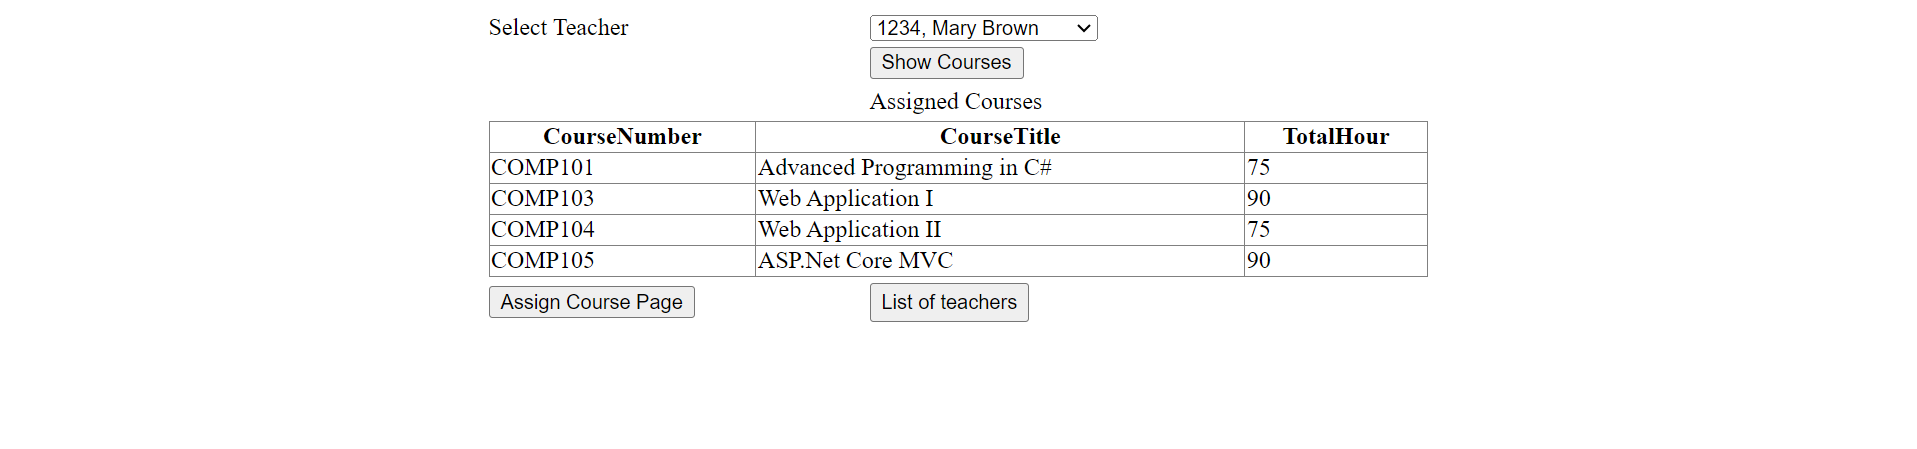 Select Teacher 1234, Mary Brown
Show Courses
Assigned Courses
CourseNumber CourseTitle TotalHour
COMP101 Advanced Programming in C# 75
COMP103 Web Application I 90
COMP104 Web Application II 75
COMP105 ASP.Net Core MVC 90
Assign Course Page List of teachers